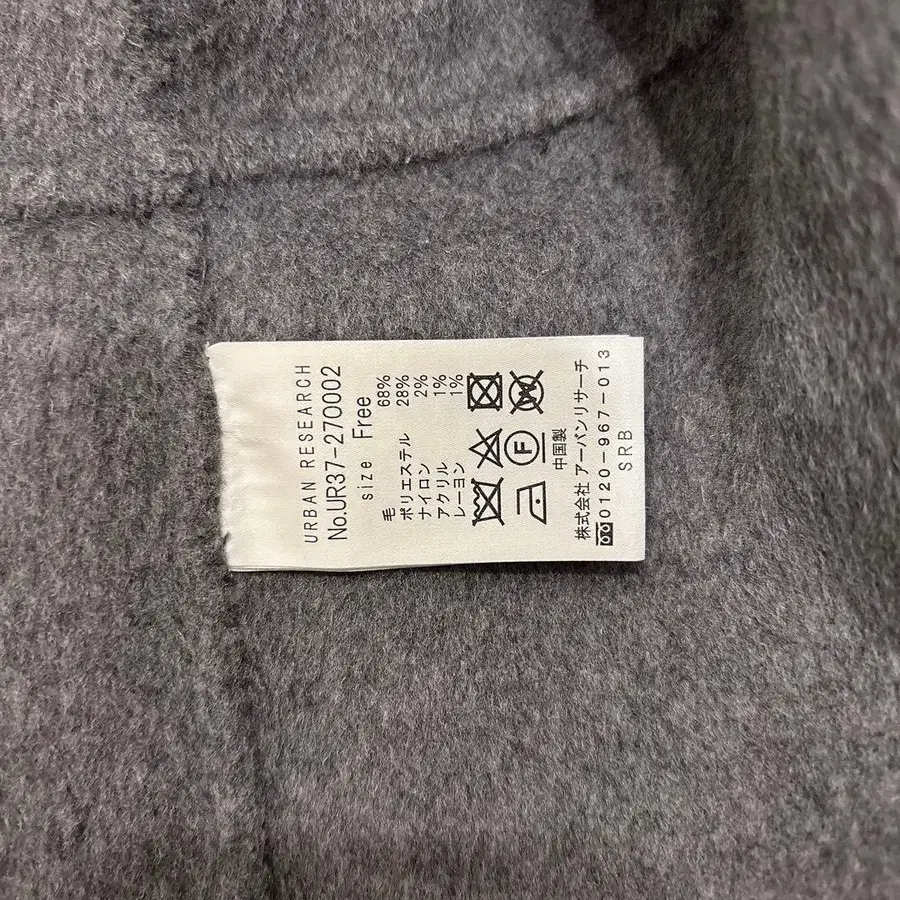 URBAN RESEARCH
No.UR37-270002
size Free
毛 68%
ポリエステル 28%
ナイロン 2%
アクリル 1%
レーヨン 1%
F
W
中国製
株式会社 アーバンリサーチ
0120-967-013
SRB